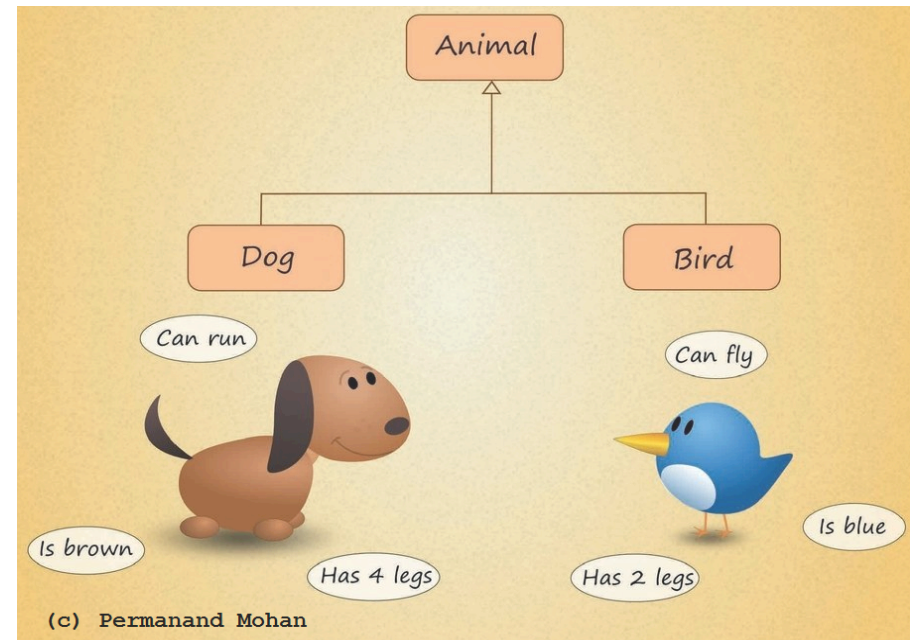 Animal
Dog
Bird
Can run
Can fly
Is brown
Has 4 legs
Has 2 legs
Is blue
(c) Permanand Mohan